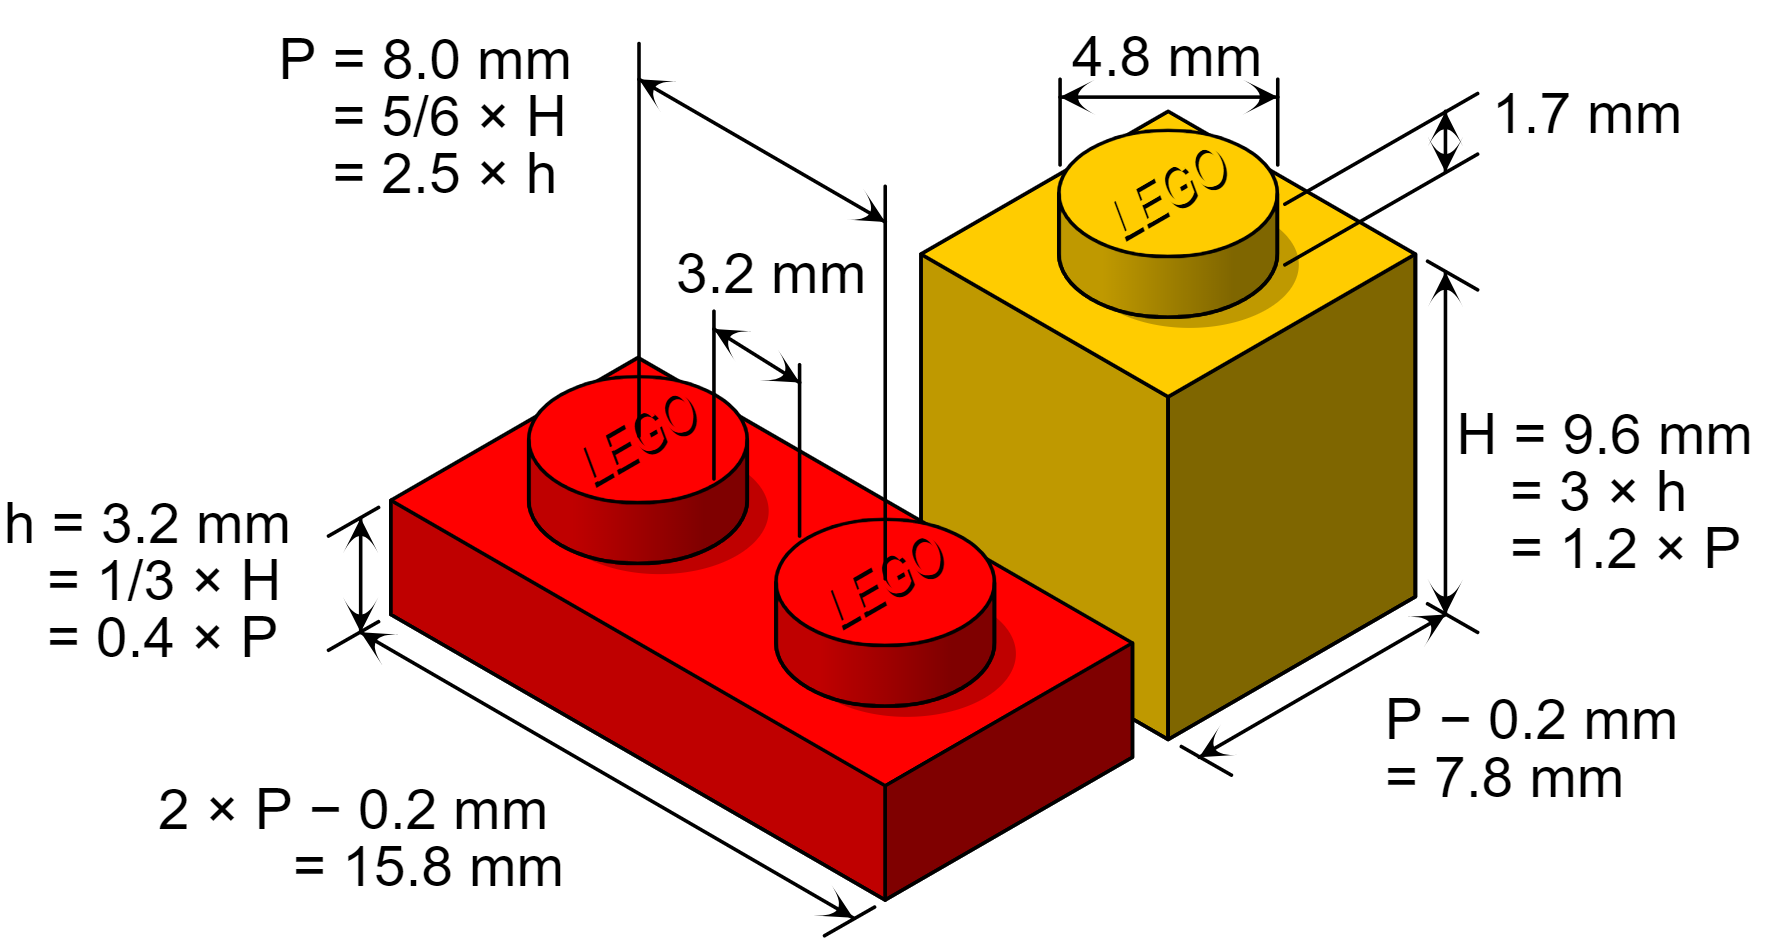 P = 8.0 mm
= 5/6 × H
= 2.5 × h
4.8 mm
1.7 mm
LEGO
3.2 mm
LEGO
LEGO
H = 9.6 mm
= 3 × h
= 1.2 × P
h = 3.2 mm
= 1/3 × H
= 0.4 × P
P − 0.2 mm
= 7.8 mm
2 × P − 0.2 mm
= 15.8 mm